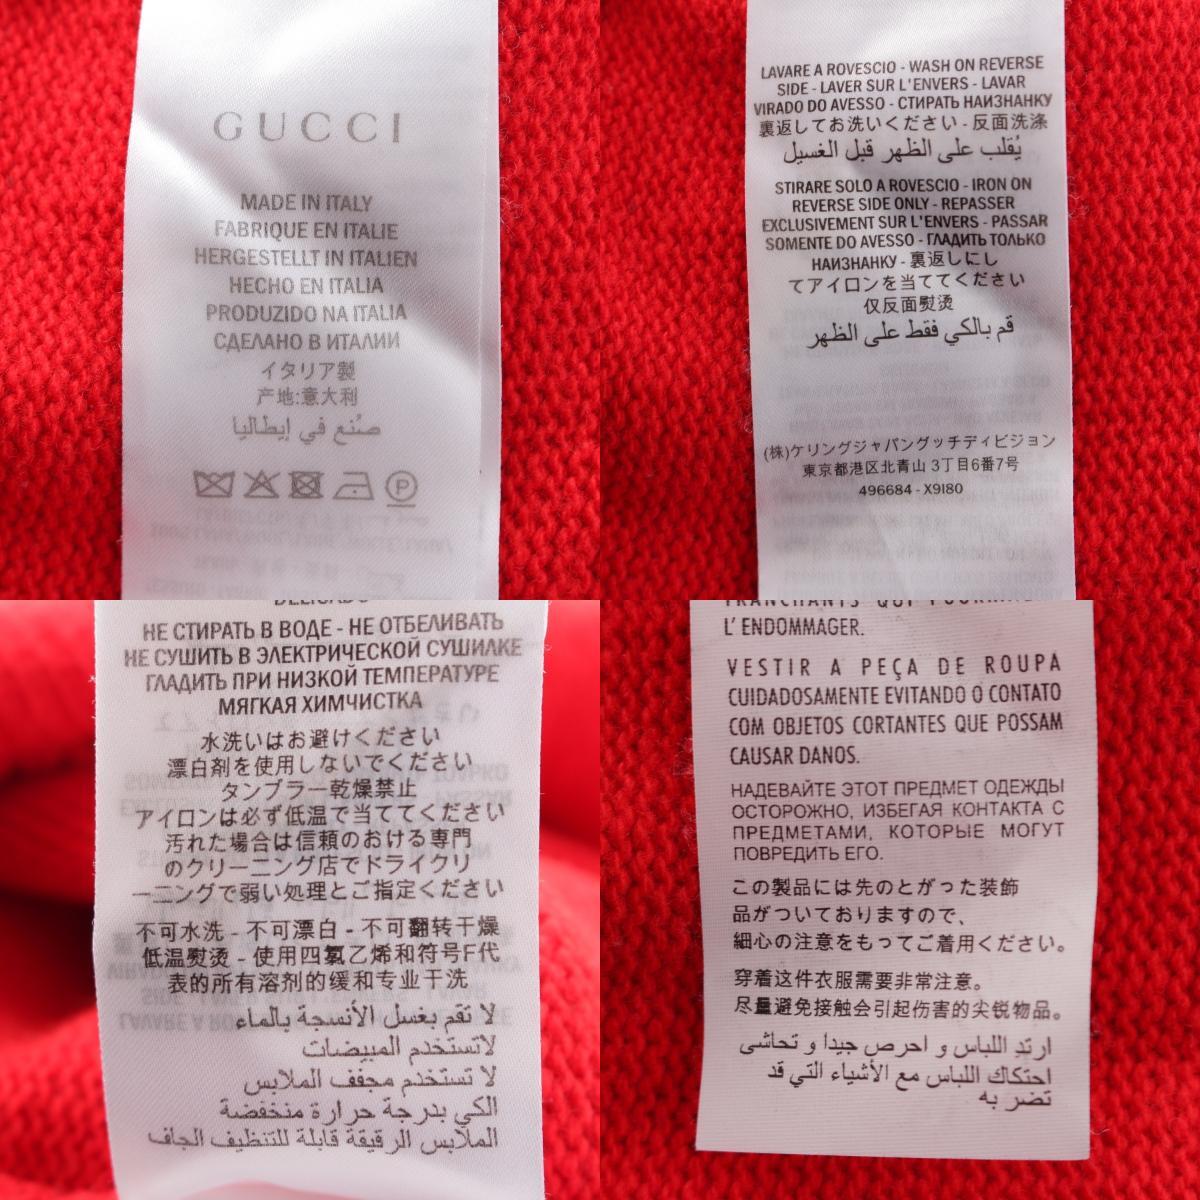 GUCCI
MADE IN ITALY
FABRIQUE EN ITALIE
HERGESTELLT IN ITALIEN
HECHO EN ITALIA
PRODUZIDO NA ITALIA
СДЕЛАНО В ИТАЛИИ
イタリア製
产地:意大利
صُنع في إيطاليا
LAVARE A ROVESCIO - WASH ON REVERSE
SIDE - LAVER SUR L'ENVERS - LAVAR
VIRADO DO AVESSO - СТИРАТЬ НАИЗНАНКУ
裏返してお洗いください - 反面洗涤
يُقلب على الظهر قبل الغسيل
STIRARE SOLO A ROVESCIO - IRON ON
REVERSE SIDE ONLY - REPASSER
EXCLUSIVEMENT SUR L'ENVERS - PASSAR
SOMENTE DO AVESSO - ГЛАДИТЬ ТОЛЬКО
НАИЗНАНКУ - 裏返しにし
てアイロンを当ててください
仅反面熨烫
قم بالكي فقط على الظهر
(株)ケリングジャパングッチディビジョン
東京都港区北青山 3丁目6番7号
496684 - X9I80
DELICADO
НЕ СТИРАТЬ В ВОДЕ - НЕ ОТБЕЛИВАТЬ
НЕ СУШИТЬ В ЭЛЕКТРИЧЕСКОЙ СУШИЛКЕ
ГЛАДИТЬ ПРИ НИЗКОЙ ТЕМПЕРАТУРЕ
МЯГКАЯ ХИМЧИСТКА
水洗いはお避けください
漂白剤を使用しないでください
タンブラー乾燥禁止
アイロンは必ず低温で当ててください
汚れた場合は信頼のおける専門
のクリーニング店でドライクリ
ーニングで弱い処理とご指定ください
不可水洗 - 不可漂白 - 不可翻转干燥
低温熨烫 - 使用四氯乙烯和符号F代
表的所有溶剂的缓和专业干洗
لا تقم بغسل الأنسجة بالماء
لاتستخدم المبيضات
لا تستخدم مجفف الملابس
الكي بدرجة حرارة منخفضة
الملابس الرقيقة قابلة للتنظيف الجاف
TRANCHANTS QUI
L' ENDOMMAGER.
VESTIR A PEÇA DE ROUPA
CUIDADOSAMENTE EVITANDO O CONTATO
COM OBJETOS CORTANTES QUE POSSAM
CAUSAR DANOS.
НАДЕВАЙТЕ ЭТОТ ПРЕДМЕТ ОДЕЖДЫ
ОСТОРОЖНО, ИЗБЕГАЯ КОНТАКТА С
ПРЕДМЕТАМИ, КОТОРЫЕ МОГУТ
ПОВРЕДИТЬ ЕГО.
この製品には先のとがった装飾
品がついておりますので、
細心の注意をもってご着用ください。
穿着这件衣服需要非常注意。
尽量避免接触会引起伤害的尖锐物品。
ارتدِ اللباس و احرص جيدا و تحاشى
احتكاك اللباس مع الأشياء التي قد
تضر به